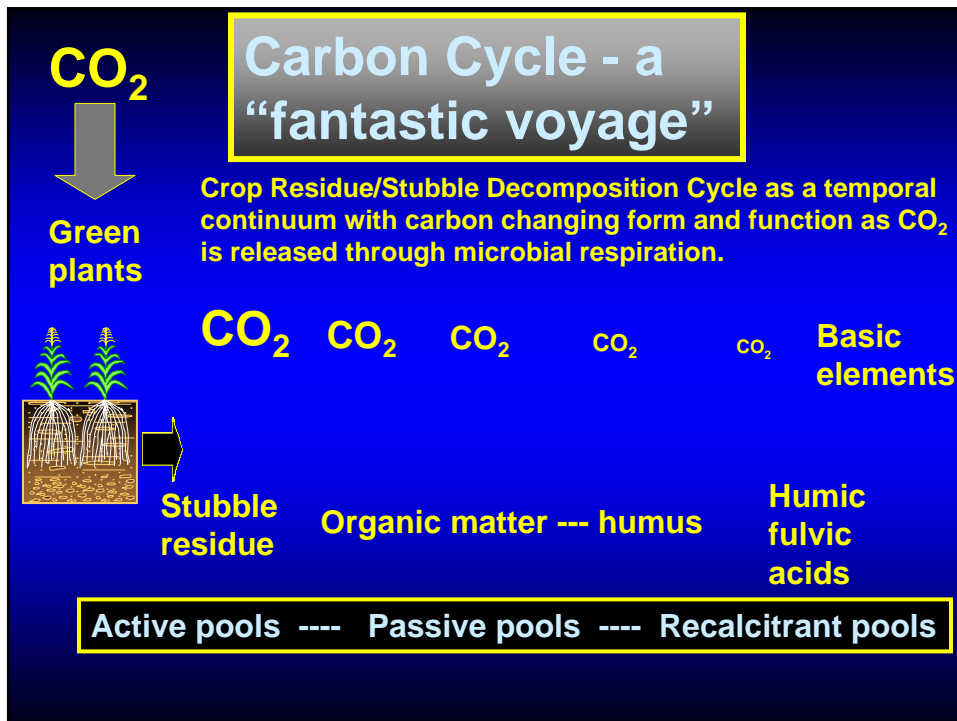 CO₂
Carbon Cycle - a
“fantastic voyage”
Crop Residue/Stubble Decomposition Cycle as a temporal
continuum with carbon changing form and function as CO₂
is released through microbial respiration.
Green
plants
CO₂ CO₂ CO₂ CO₂ CO₂
Basic
elements
Stubble
residue
Organic matter --- humus
Humic
fulvic
acids
Active pools ---- Passive pools ---- Recalcitrant pools